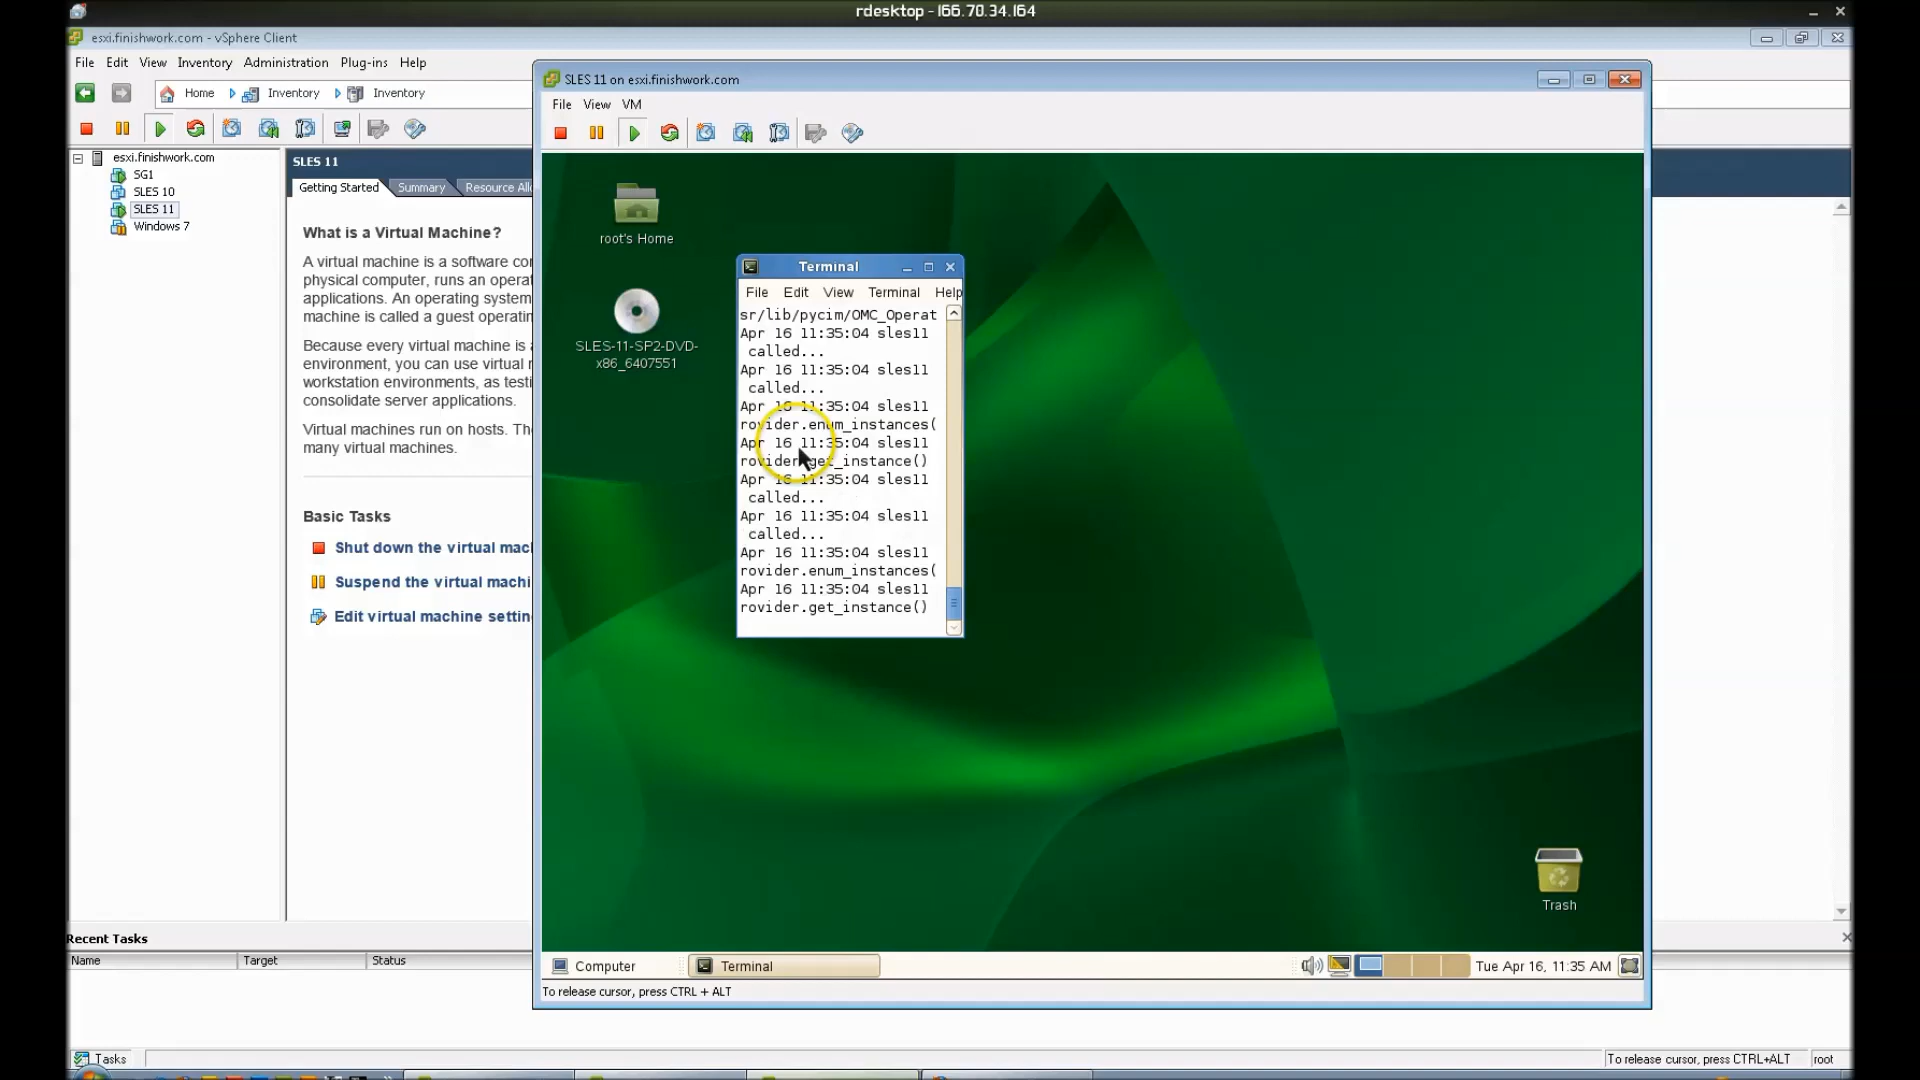 rdesktop - 166.70.34.164
esxi.finishwork.com - vSphere Client
File Edit View Inventory Administration Plug-ins Help
Home Inventory Inventory
esxi.finishwork.com
SG1
SLES 10
SLES 11
Windows 7
SLES 11
Getting Started Summary Resource All
What is a Virtual Machine?
A virtual machine is a software co
physical computer, runs an operat
applications. An operating system
machine is called a guest operatin
Because every virtual machine is a
environment, you can use virtual r
workstation environments, as testi
consolidate server applications.
Virtual machines run on hosts. Th
many virtual machines.
Basic Tasks
Shut down the virtual mac
Suspend the virtual machi
Edit virtual machine settin
SLES 11 on esxi.finishwork.com
File View VM
root's Home
SLES-11-SP2-DVD-
x86_6407551
Terminal
File Edit View Terminal Help
sr/lib/pycim/OMC_Operat
Apr 16 11:35:04 sles11
called...
Apr 16 11:35:04 sles11
called...
Apr 16 11:35:04 sles11
rovider.enum_instances(
Apr 16 11:35:04 sles11
rovider.get_instance()
Apr 16 11:35:04 sles11
called...
Apr 16 11:35:04 sles11
called...
Apr 16 11:35:04 sles11
rovider.enum_instances(
Apr 16 11:35:04 sles11
rovider.get_instance()
Trash
Computer Terminal Tue Apr 16, 11:35 AM
To release cursor, press CTRL + ALT
Recent Tasks
Name Target Status
Tasks To release cursor, press CTRL+ALT root